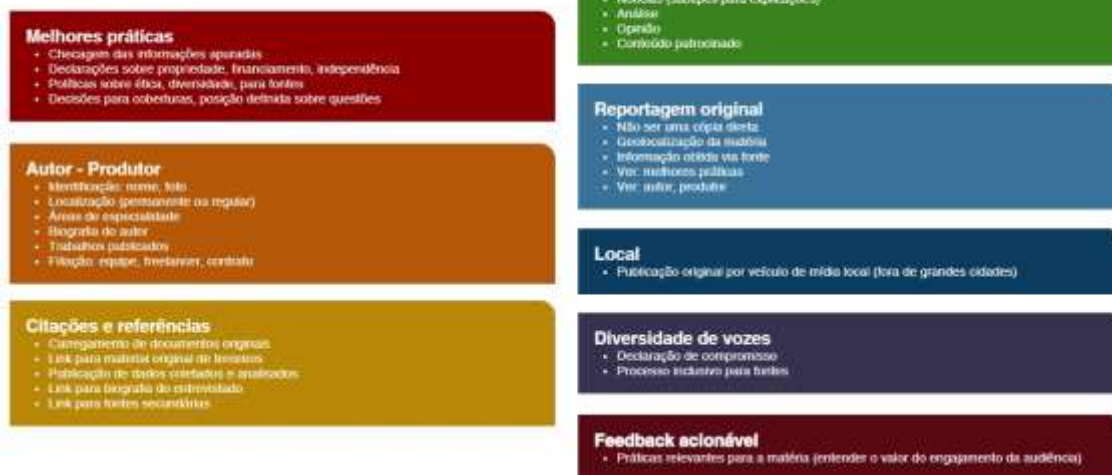 Melhores práticas
• Checagem das informações apuradas
• Declarações sobre propriedade, financiamento, independência
• Políticas sobre ética, diversidade, para fontes
• Decisões para coberturas, posição definida sobre questões
Autor - Produtor
• Identificação: nome, foto
• Localização (permanente ou regular)
• Áreas de especialidade
• Biografia do autor
• Trabalhos publicados
• Filiação: equipe, freelancer, contrato
Citações e referências
• Carregamento de documentos originais
• Link para material original de terceiros
• Publicação de dados coletados e analisados
• Link para biografia do entrevistado
• Link para fontes secundárias
• Notícias (subtipos para explicações)
• Análise
• Opinião
• Conteúdo patrocinado
Reportagem original
• Não ser uma cópia direta
• Geolocalização da matéria
• Informação obtida via fonte
• Ver: melhores práticas
• Ver: autor, produtor
Local
• Publicação original por veículo de mídia local (fora de grandes cidades)
Diversidade de vozes
• Declaração de compromisso
• Processo inclusivo para fontes
Feedback acionável
• Práticas relevantes para a matéria (entender o valor do engajamento da audiência)